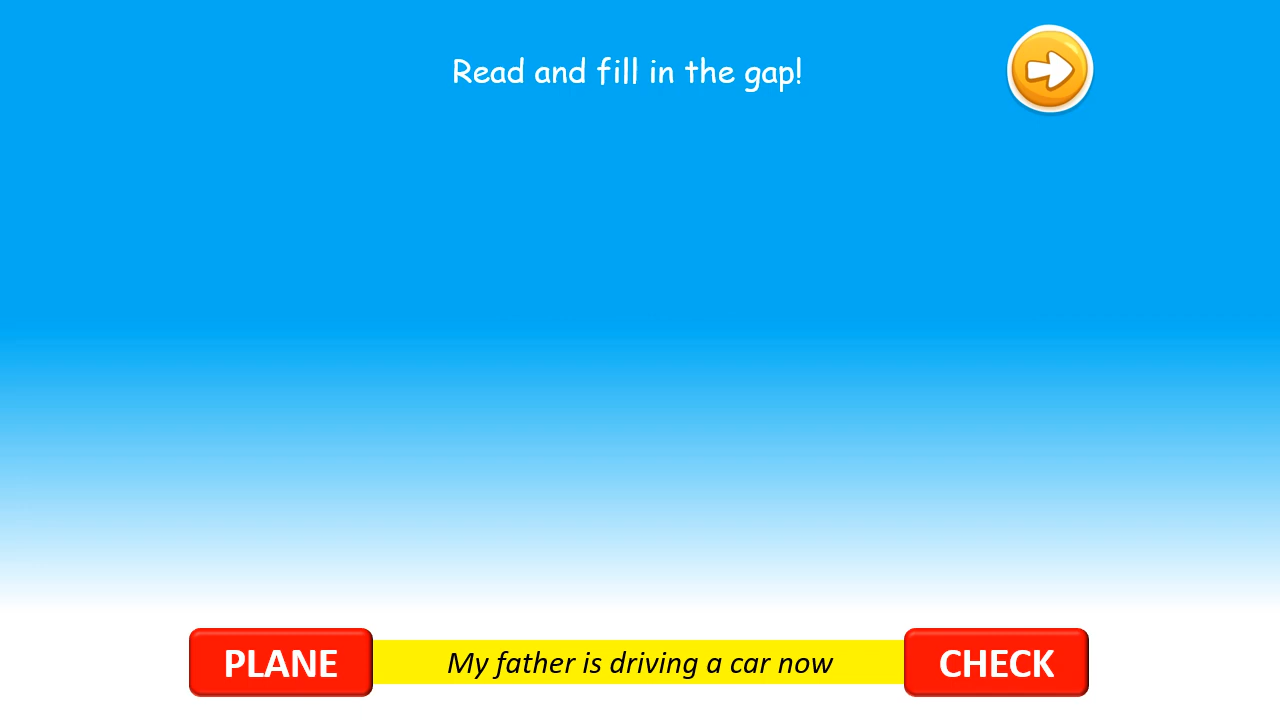 Read and fill in the gap!
PLANE
My father is driving a car now
CHECK